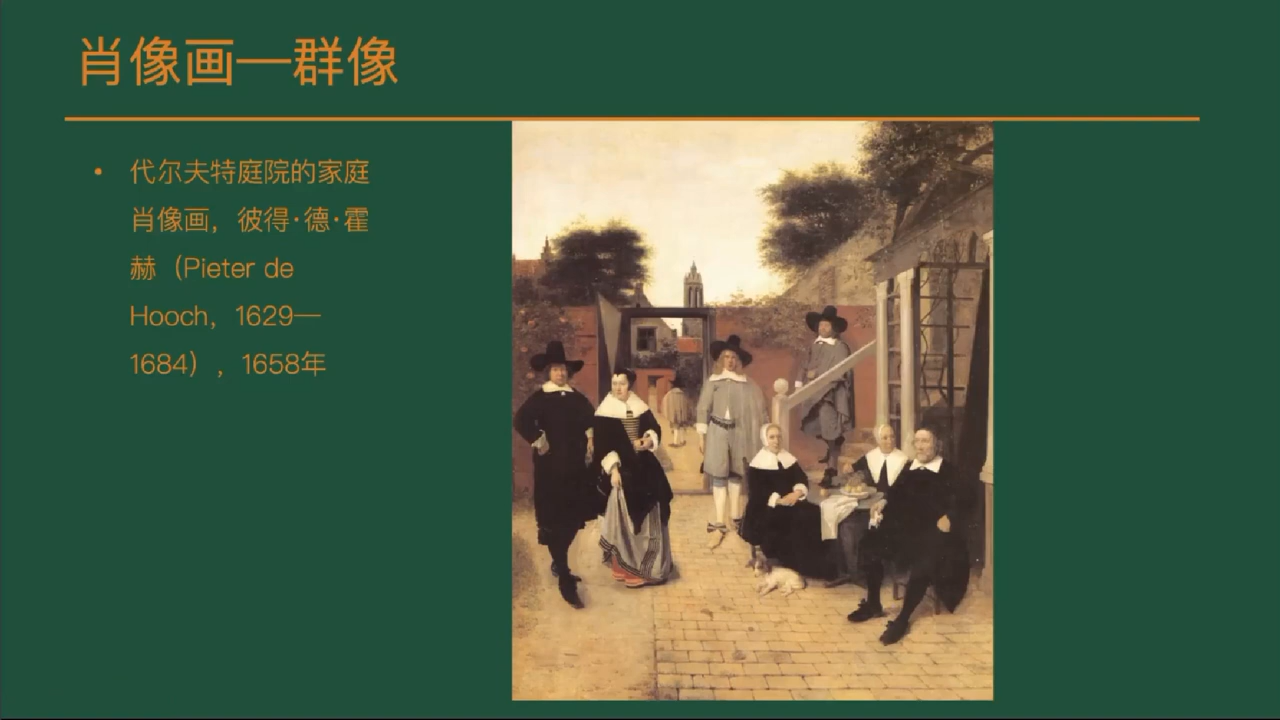 肖像画—群像
• 代尔夫特庭院的家庭
肖像画，彼得·德·霍
赫（Pieter de
Hooch，1629—
1684），1658年